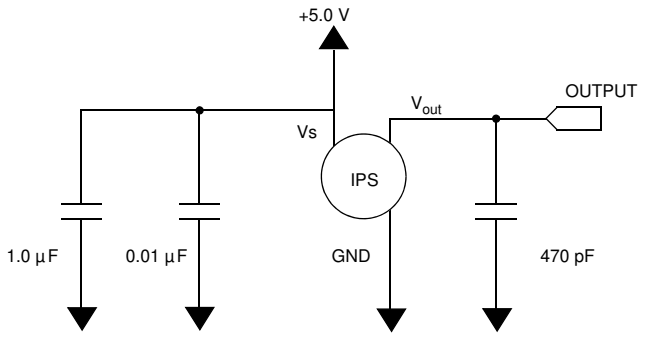 +5.0 V
OUTPUT
Vout
Vs
IPS
1.0 µF
0.01 µF
GND
470 pF